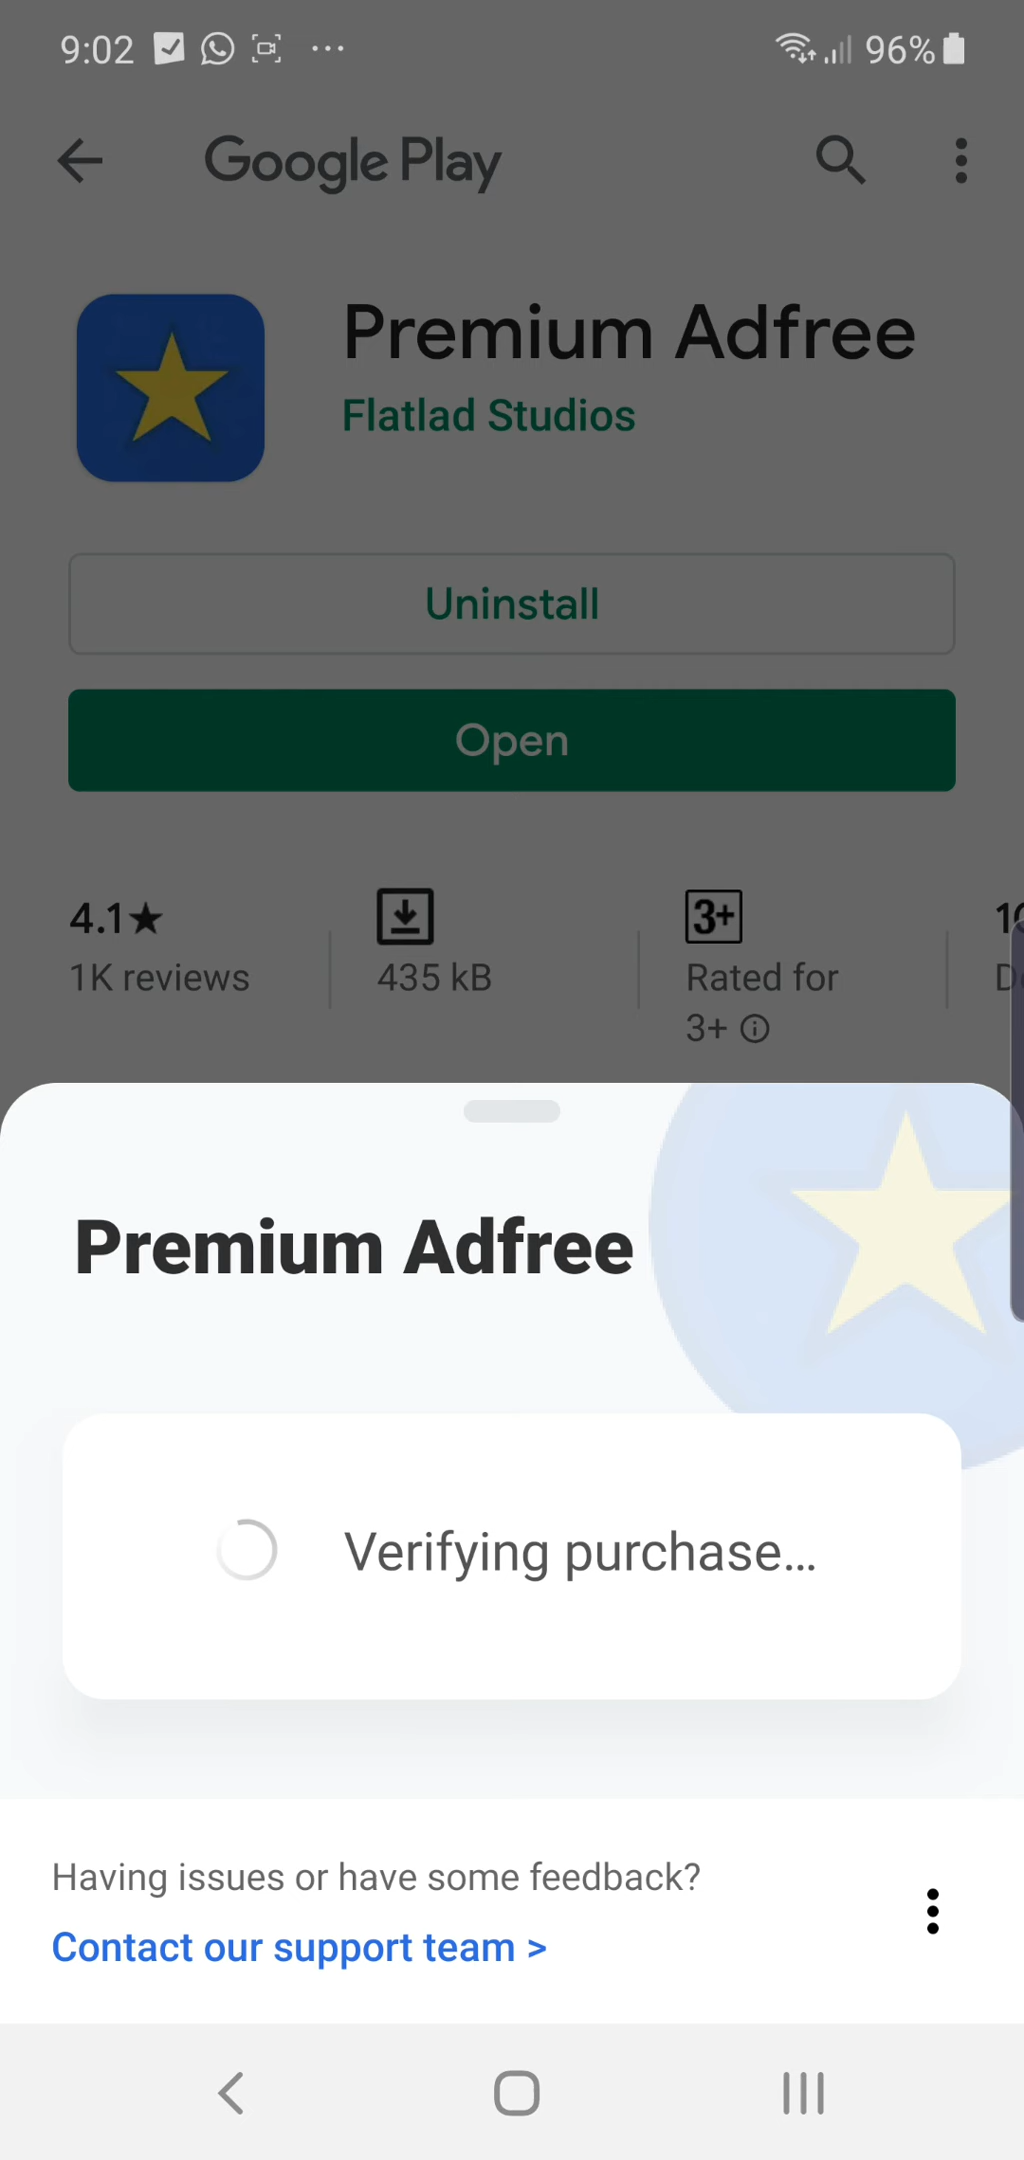 9:02 96%
Google Play
Premium Adfree
Flatlad Studios
Uninstall
Open
4.1★ 3+ 10
1K reviews 435 kB Rated for
3+
Premium Adfree
Verifying purchase...
Having issues or have some feedback?
Contact our support team >